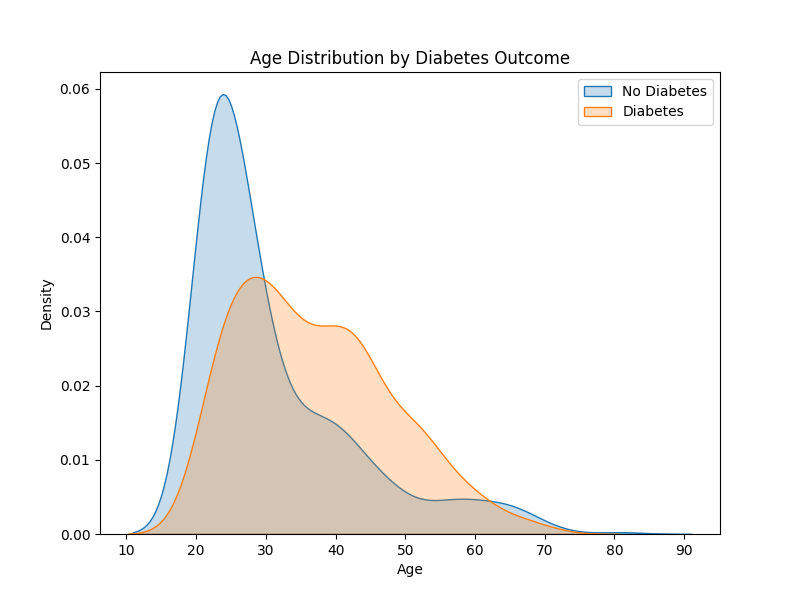 Age Distribution by Diabetes Outcome
No Diabetes
Diabetes
0.06
0.05
0.04
0.03
0.02
0.01
0.00
Density
10 20 30 40 50 60 70 80 90
Age